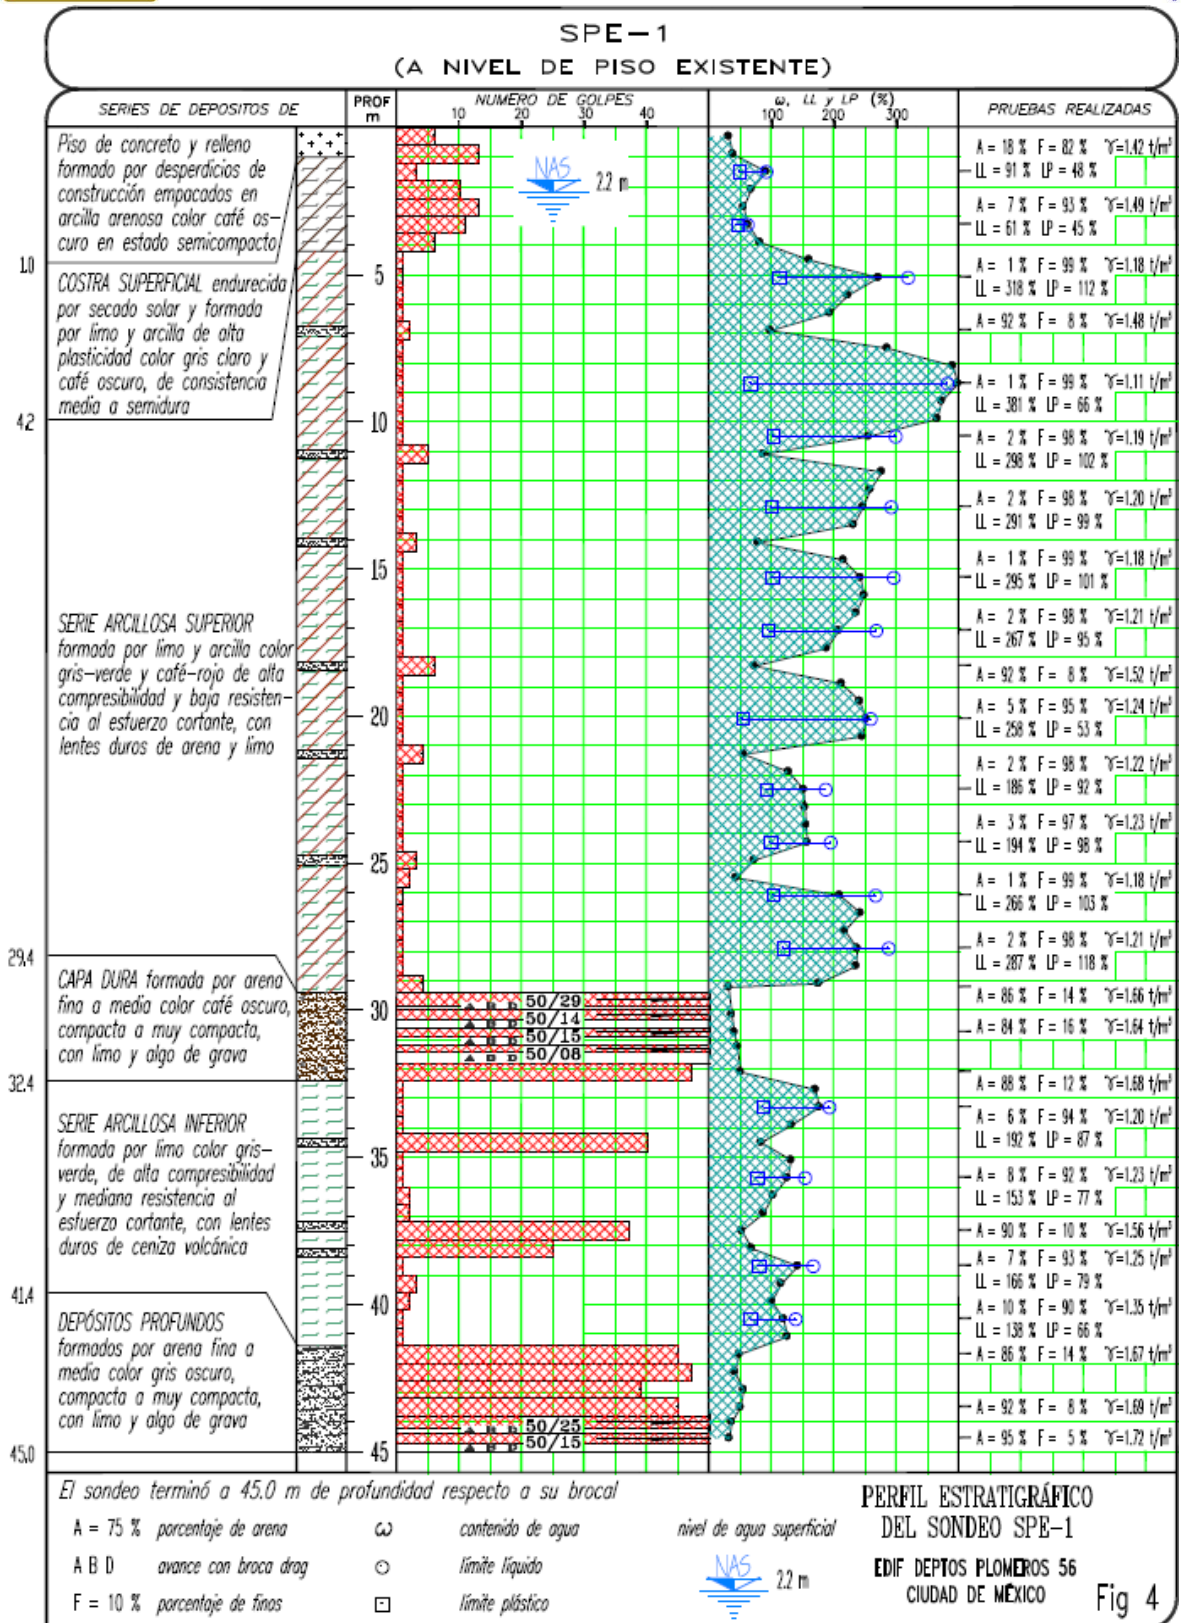 SPE-1
(A NIVEL DE PISO EXISTENTE)
SERIES DE DEPOSITOS DE
PROF
m
NUMERO DE GOLPES
10 20 30 40
ω, LL y LP (%)
100 200 300
PRUEBAS REALIZADAS
Piso de concreto y relleno
formado por desperdicios de
construcción empacados en
arcilla arenosa color café os-
curo en estado semicompacto
1.0
COSTRA SUPERFICIAL endurecida
por secado solar y formada
por limo y arcilla de alta
plasticidad color gris claro y
café oscuro, de consistencia
media a semidura
4.2
SERIE ARCILLOSA SUPERIOR
formada por limo y arcilla color
gris-verde y café-rojo de alta
compresibilidad y baja resisten-
cia al esfuerzo cortante, con
lentes duros de arena y limo
29.4
CAPA DURA formada por arena
fina a media color café oscuro,
compacta a muy compacta,
con limo y algo de grava
32.4
SERIE ARCILLOSA INFERIOR
formada por limo color gris-
verde, de alta compresibilidad
y mediana resistencia al
esfuerzo cortante, con lentes
duros de ceniza volcánica
41.4
DEPÓSITOS PROFUNDOS
formados por arena fina a
media color gris oscuro,
compacta a muy compacta,
con limo y algo de grava
45.0
5
10
15
20
25
30
35
40
45
NAS
2.2 m
A B D 50/29
A B D 50/14
A B D 50/15
A B D 50/08
A B D 50/25
A B D 50/15
A = 18 % F = 82 % γ=1.42 t/m³
LL = 91 % LP = 48 %
A = 7 % F = 93 % γ=1.49 t/m³
LL = 61 % LP = 45 %
A = 1 % F = 99 % γ=1.18 t/m³
LL = 318 % LP = 112 %
A = 92 % F = 8 % γ=1.48 t/m³
A = 1 % F = 99 % γ=1.11 t/m³
LL = 381 % LP = 66 %
A = 2 % F = 98 % γ=1.19 t/m³
LL = 298 % LP = 102 %
A = 2 % F = 98 % γ=1.20 t/m³
LL = 291 % LP = 99 %
A = 1 % F = 99 % γ=1.18 t/m³
LL = 295 % LP = 101 %
A = 2 % F = 98 % γ=1.21 t/m³
LL = 267 % LP = 95 %
A = 92 % F = 8 % γ=1.52 t/m³
A = 5 % F = 95 % γ=1.24 t/m³
LL = 258 % LP = 53 %
A = 2 % F = 98 % γ=1.22 t/m³
LL = 186 % LP = 92 %
A = 3 % F = 97 % γ=1.23 t/m³
LL = 194 % LP = 98 %
A = 1 % F = 99 % γ=1.18 t/m³
LL = 266 % LP = 103 %
A = 2 % F = 98 % γ=1.21 t/m³
LL = 287 % LP = 118 %
A = 86 % F = 14 % γ=1.66 t/m³
A = 84 % F = 16 % γ=1.64 t/m³
A = 88 % F = 12 % γ=1.68 t/m³
A = 6 % F = 94 % γ=1.20 t/m³
LL = 192 % LP = 87 %
A = 8 % F = 92 % γ=1.23 t/m³
LL = 153 % LP = 77 %
A = 90 % F = 10 % γ=1.56 t/m³
A = 7 % F = 93 % γ=1.25 t/m³
LL = 166 % LP = 79 %
A = 10 % F = 90 % γ=1.35 t/m³
LL = 138 % LP = 66 %
A = 86 % F = 14 % γ=1.67 t/m³
A = 92 % F = 8 % γ=1.69 t/m³
A = 95 % F = 5 % γ=1.72 t/m³
El sondeo terminó a 45.0 m de profundidad respecto a su brocal
A = 75 % porcentaje de arena
A B D avance con broca drag
F = 10 % porcentaje de finos
ω contenido de agua
límite líquido
límite plástico
nivel de agua superficial
NAS
2.2 m
PERFIL ESTRATIGRÁFICO
DEL SONDEO SPE-1
EDIF DEPTOS PLOMEROS 56
CIUDAD DE MÉXICO
Fig 4